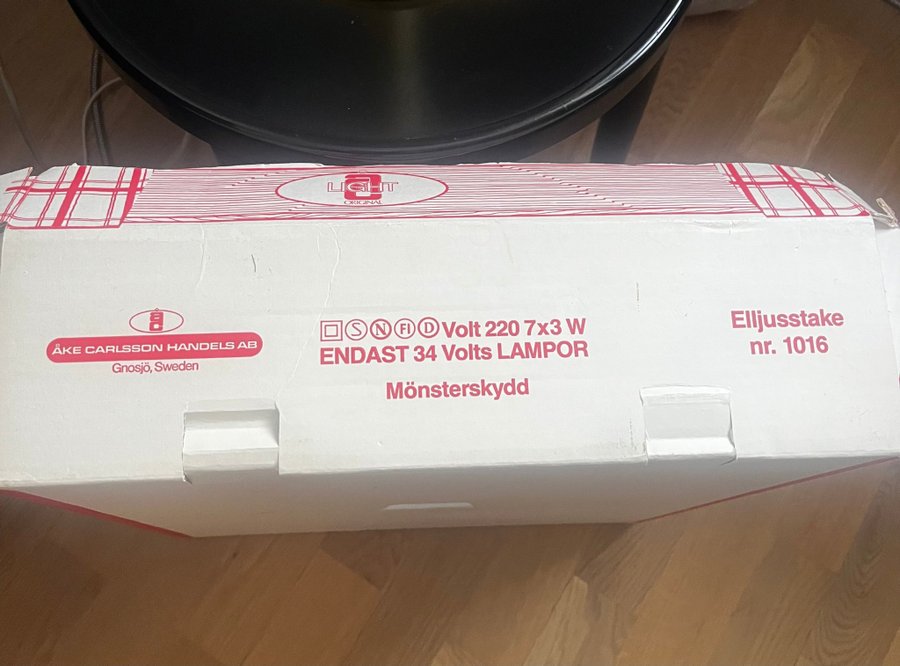 LIGHT
ORIGINAL
ÅKE CARLSSON HANDELS AB
Gnosjö, Sweden
S N FI D Volt 220 7x3 W
ENDAST 34 Volts LAMPOR
Mönsterskydd
Elljusstake
nr. 1016